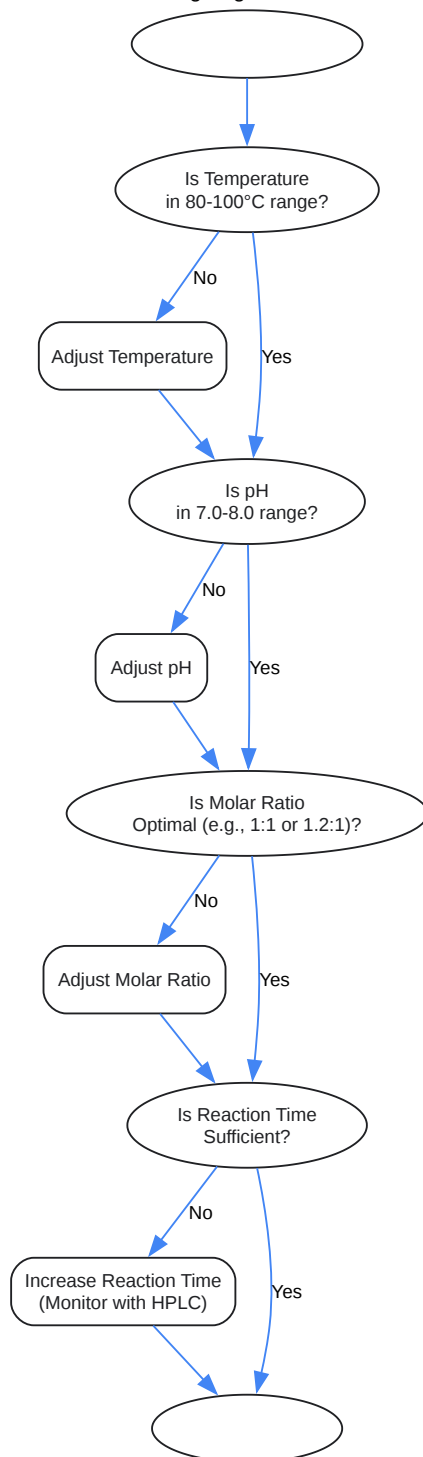 Is Temperature
in 80-100°C range?
No
Adjust Temperature
Yes
Is pH
in 7.0-8.0 range?
No
Adjust pH
Yes
Is Molar Ratio
Optimal (e.g., 1:1 or 1.2:1)?
No
Adjust Molar Ratio
Yes
Is Reaction Time
Sufficient?
No
Increase Reaction Time
(Monitor with HPLC)
Yes